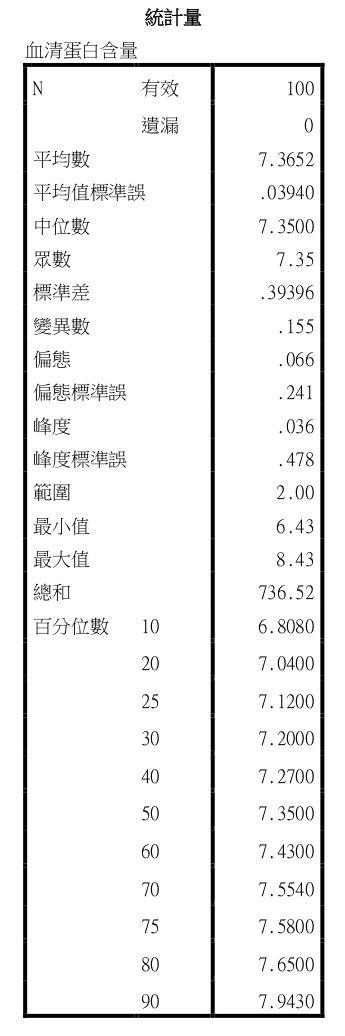 統計量
血清蛋白含量
N 有效 100
遺漏 0
平均數 7.3652
平均值標準誤 .03940
中位數 7.3500
眾數 7.35
標準差 .39396
變異數 .155
偏態 .066
偏態標準誤 .241
峰度 .036
峰度標準誤 .478
範圍 2.00
最小值 6.43
最大值 8.43
總和 736.52
百分位數 10 6.8080
20 7.0400
25 7.1200
30 7.2000
40 7.2700
50 7.3500
60 7.4300
70 7.5540
75 7.5800
80 7.6500
90 7.9430